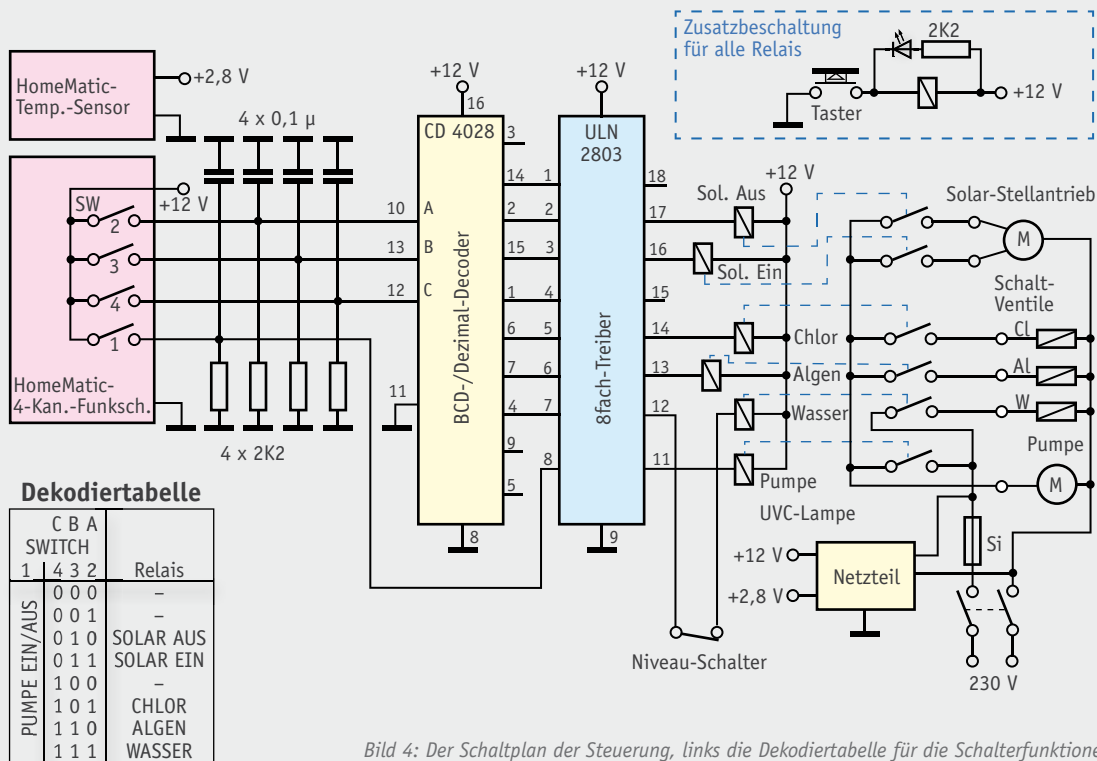 Zusatzbeschaltung
für alle Relais
2K2
Taster
+12 V
HomeMatic-
Temp.-Sensor
+2,8 V
4 x 0,1 µ
HomeMatic-
4-Kan.-Funksch.
SW
+12 V
2
3
4
1
4 x 2K2
+12 V
16
CD 4028
BCD-/Dezimal-Decoder
10
A
13
B
12
C
11
3
14
2
15
1
6
7
4
9
5
8
+12 V
ULN
2803
8fach-Treiber
1
2
3
4
5
6
7
8
18
17
16
15
14
13
12
11
9
+12 V
Sol. Aus
Sol. Ein
Chlor
Algen
Wasser
Pumpe
UVC-Lampe
Solar-Stellantrieb
M
Schalt-
Ventile
Cl
Al
W
Pumpe
M
Si
+12 V
+2,8 V
Netzteil
230 V
Niveau-Schalter
Dekodiertabelle
C B A
SWITCH
1 4 3 2 Relais
PUMPE EIN/AUS
0 0 0 –
0 0 1 –
0 1 0 SOLAR AUS
0 1 1 SOLAR EIN
1 0 0 –
1 0 1 CHLOR
1 1 0 ALGEN
1 1 1 WASSER
Bild 4: Der Schaltplan der Steuerung, links die Dekodiertabelle für die Schalterfunktione